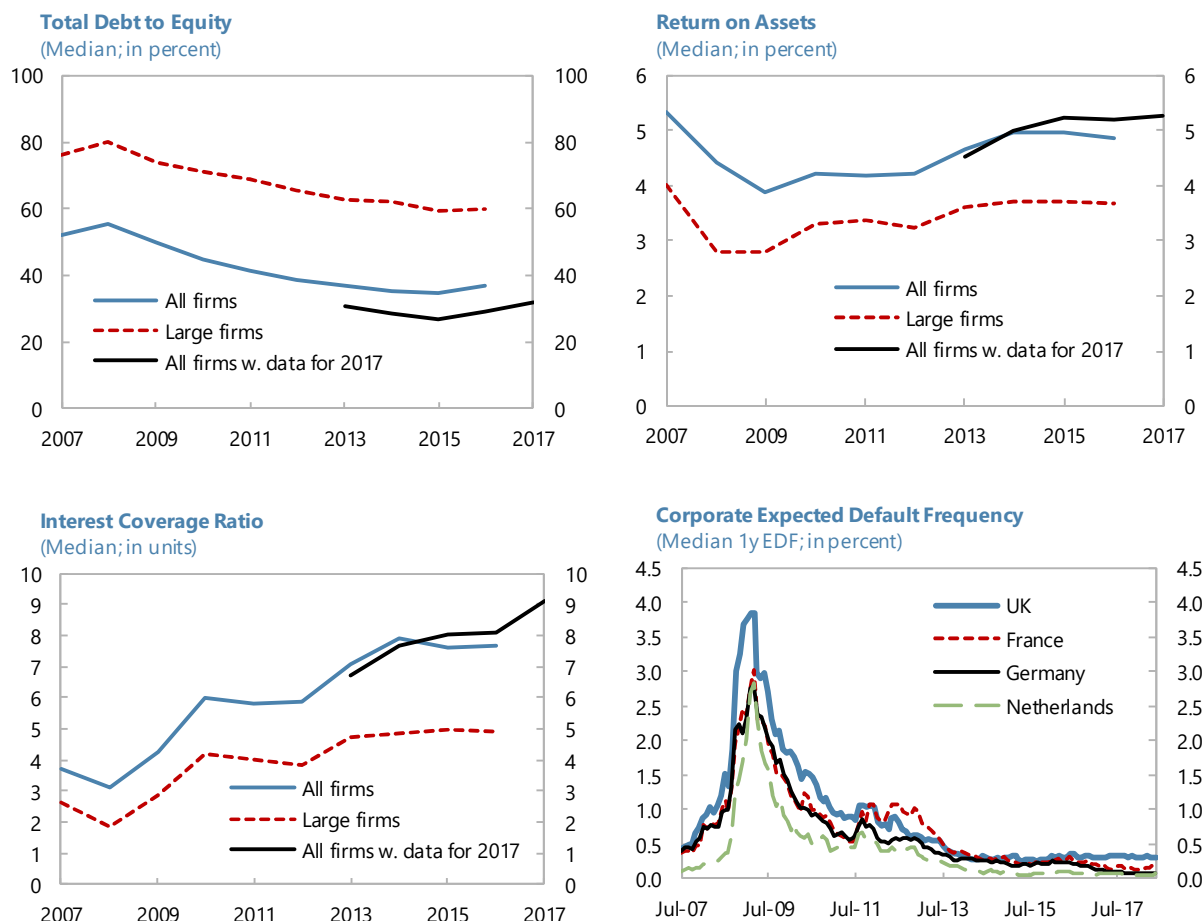 Total Debt to Equity
(Median; in percent)
100
80
60
40
20
0
100
80
60
40
20
0
All firms
Large firms
All firms w. data for 2017
2007 2009 2011 2013 2015 2017
Return on Assets
(Median; in percent)
6
5
4
3
2
1
0
6
5
4
3
2
1
0
All firms
Large firms
All firms w. data for 2017
2007 2009 2011 2013 2015 2017
Interest Coverage Ratio
(Median; in units)
10
9
8
7
6
5
4
3
2
1
0
10
9
8
7
6
5
4
3
2
1
0
All firms
Large firms
All firms w. data for 2017
2007 2009 2011 2013 2015 2017
Corporate Expected Default Frequency
(Median 1y EDF; in percent)
4.5
4.0
3.5
3.0
2.5
2.0
1.5
1.0
0.5
0.0
4.5
4.0
3.5
3.0
2.5
2.0
1.5
1.0
0.5
0.0
UK
France
Germany
Netherlands
Jul-07 Jul-09 Jul-11 Jul-13 Jul-15 Jul-17